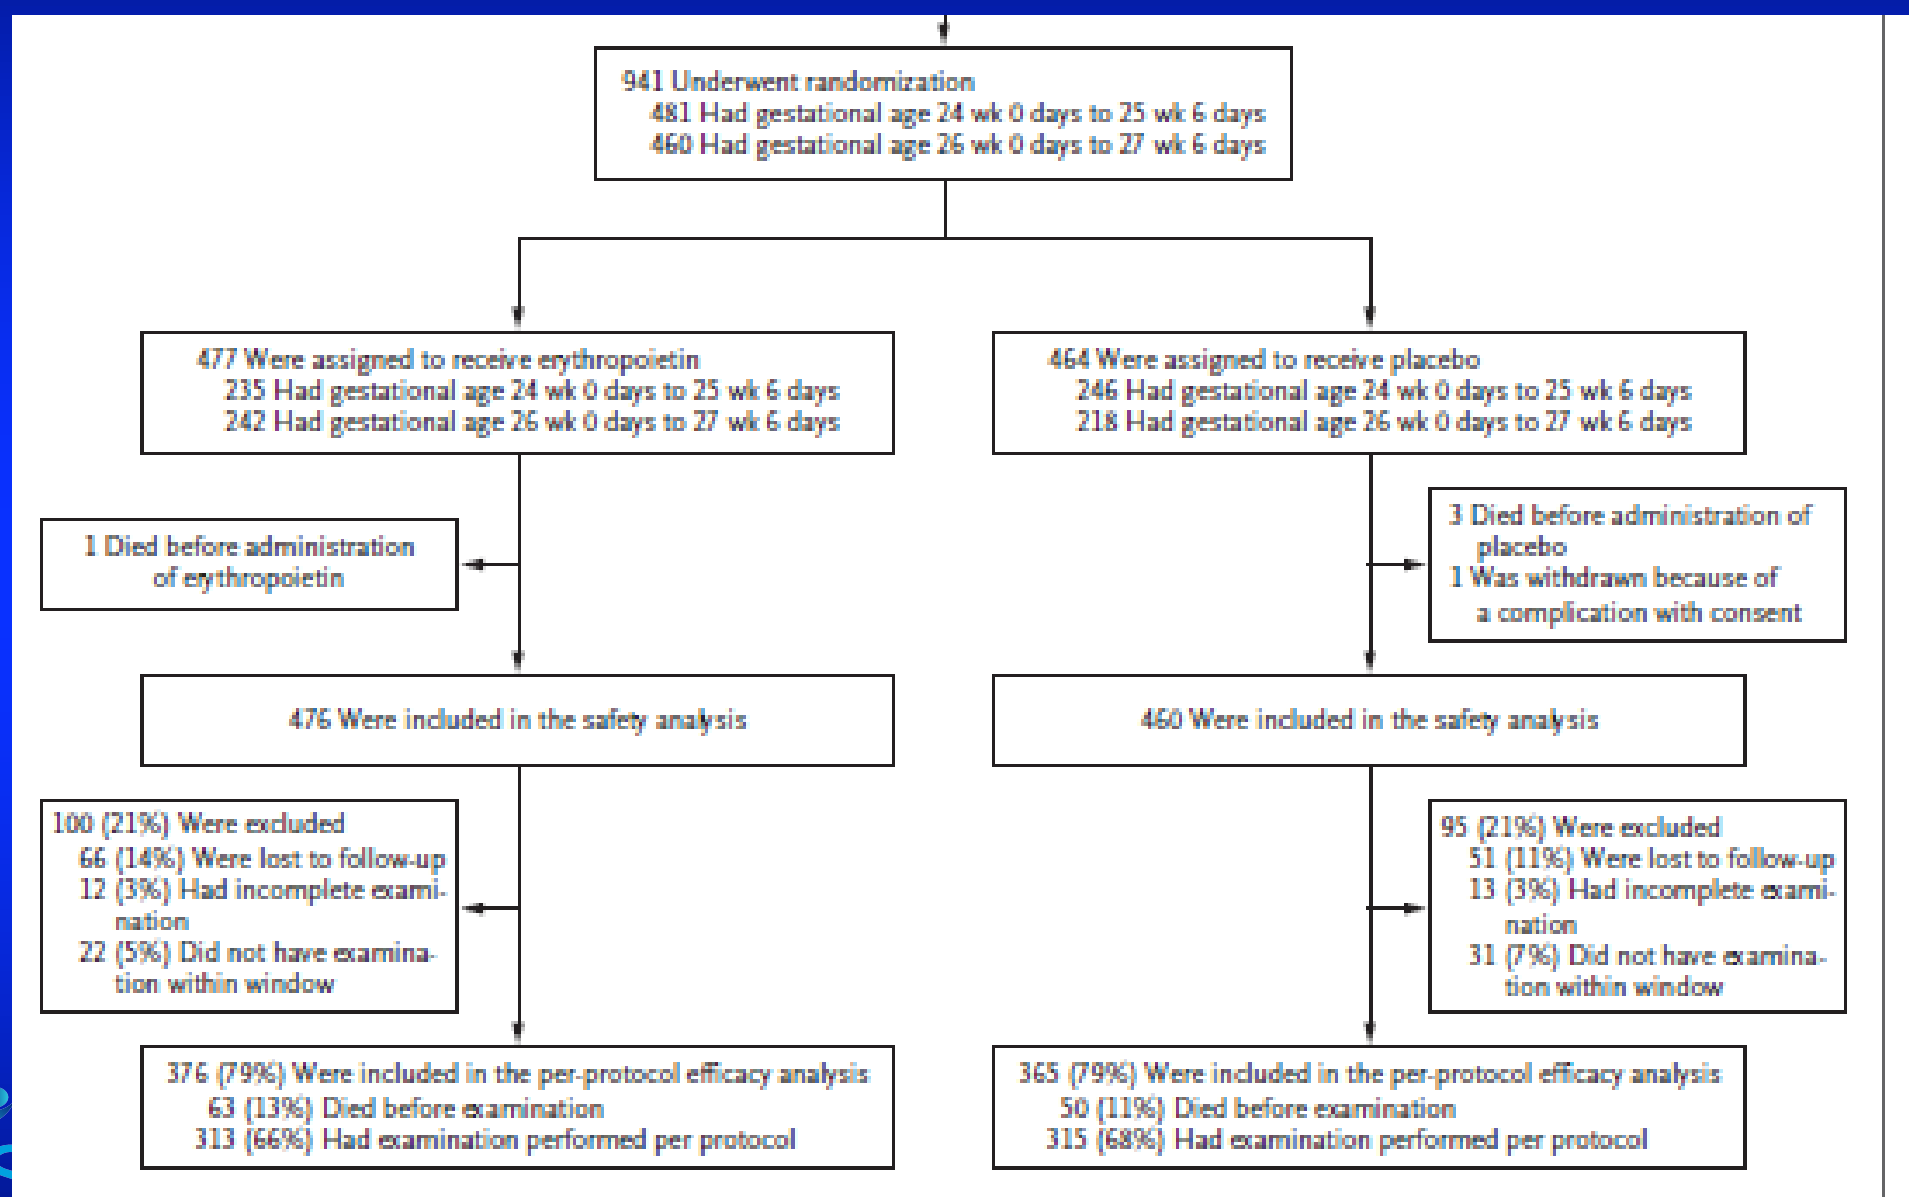 941 Underwent randomization
481 Had gestational age 24 wk 0 days to 25 wk 6 days
460 Had gestational age 26 wk 0 days to 27 wk 6 days
477 Were assigned to receive erythropoietin
235 Had gestational age 24 wk 0 days to 25 wk 6 days
242 Had gestational age 26 wk 0 days to 27 wk 6 days
464 Were assigned to receive placebo
246 Had gestational age 24 wk 0 days to 25 wk 6 days
218 Had gestational age 26 wk 0 days to 27 wk 6 days
1 Died before administration
of erythropoietin
3 Died before administration of
placebo
1 Was withdrawn because of
a complication with consent
476 Were included in the safety analysis
460 Were included in the safety analysis
100 (21%) Were excluded
66 (14%) Were lost to follow-up
12 (3%) Had incomplete exami-
nation
22 (5%) Did not have examina-
tion within window
95 (21%) Were excluded
51 (11%) Were lost to follow-up
13 (3%) Had incomplete exami-
nation
31 (7%) Did not have examina-
tion within window
376 (79%) Were included in the per-protocol efficacy analysis
63 (13%) Died before examination
313 (66%) Had examination performed per protocol
365 (79%) Were included in the per-protocol efficacy analysis
50 (11%) Died before examination
315 (68%) Had examination performed per protocol